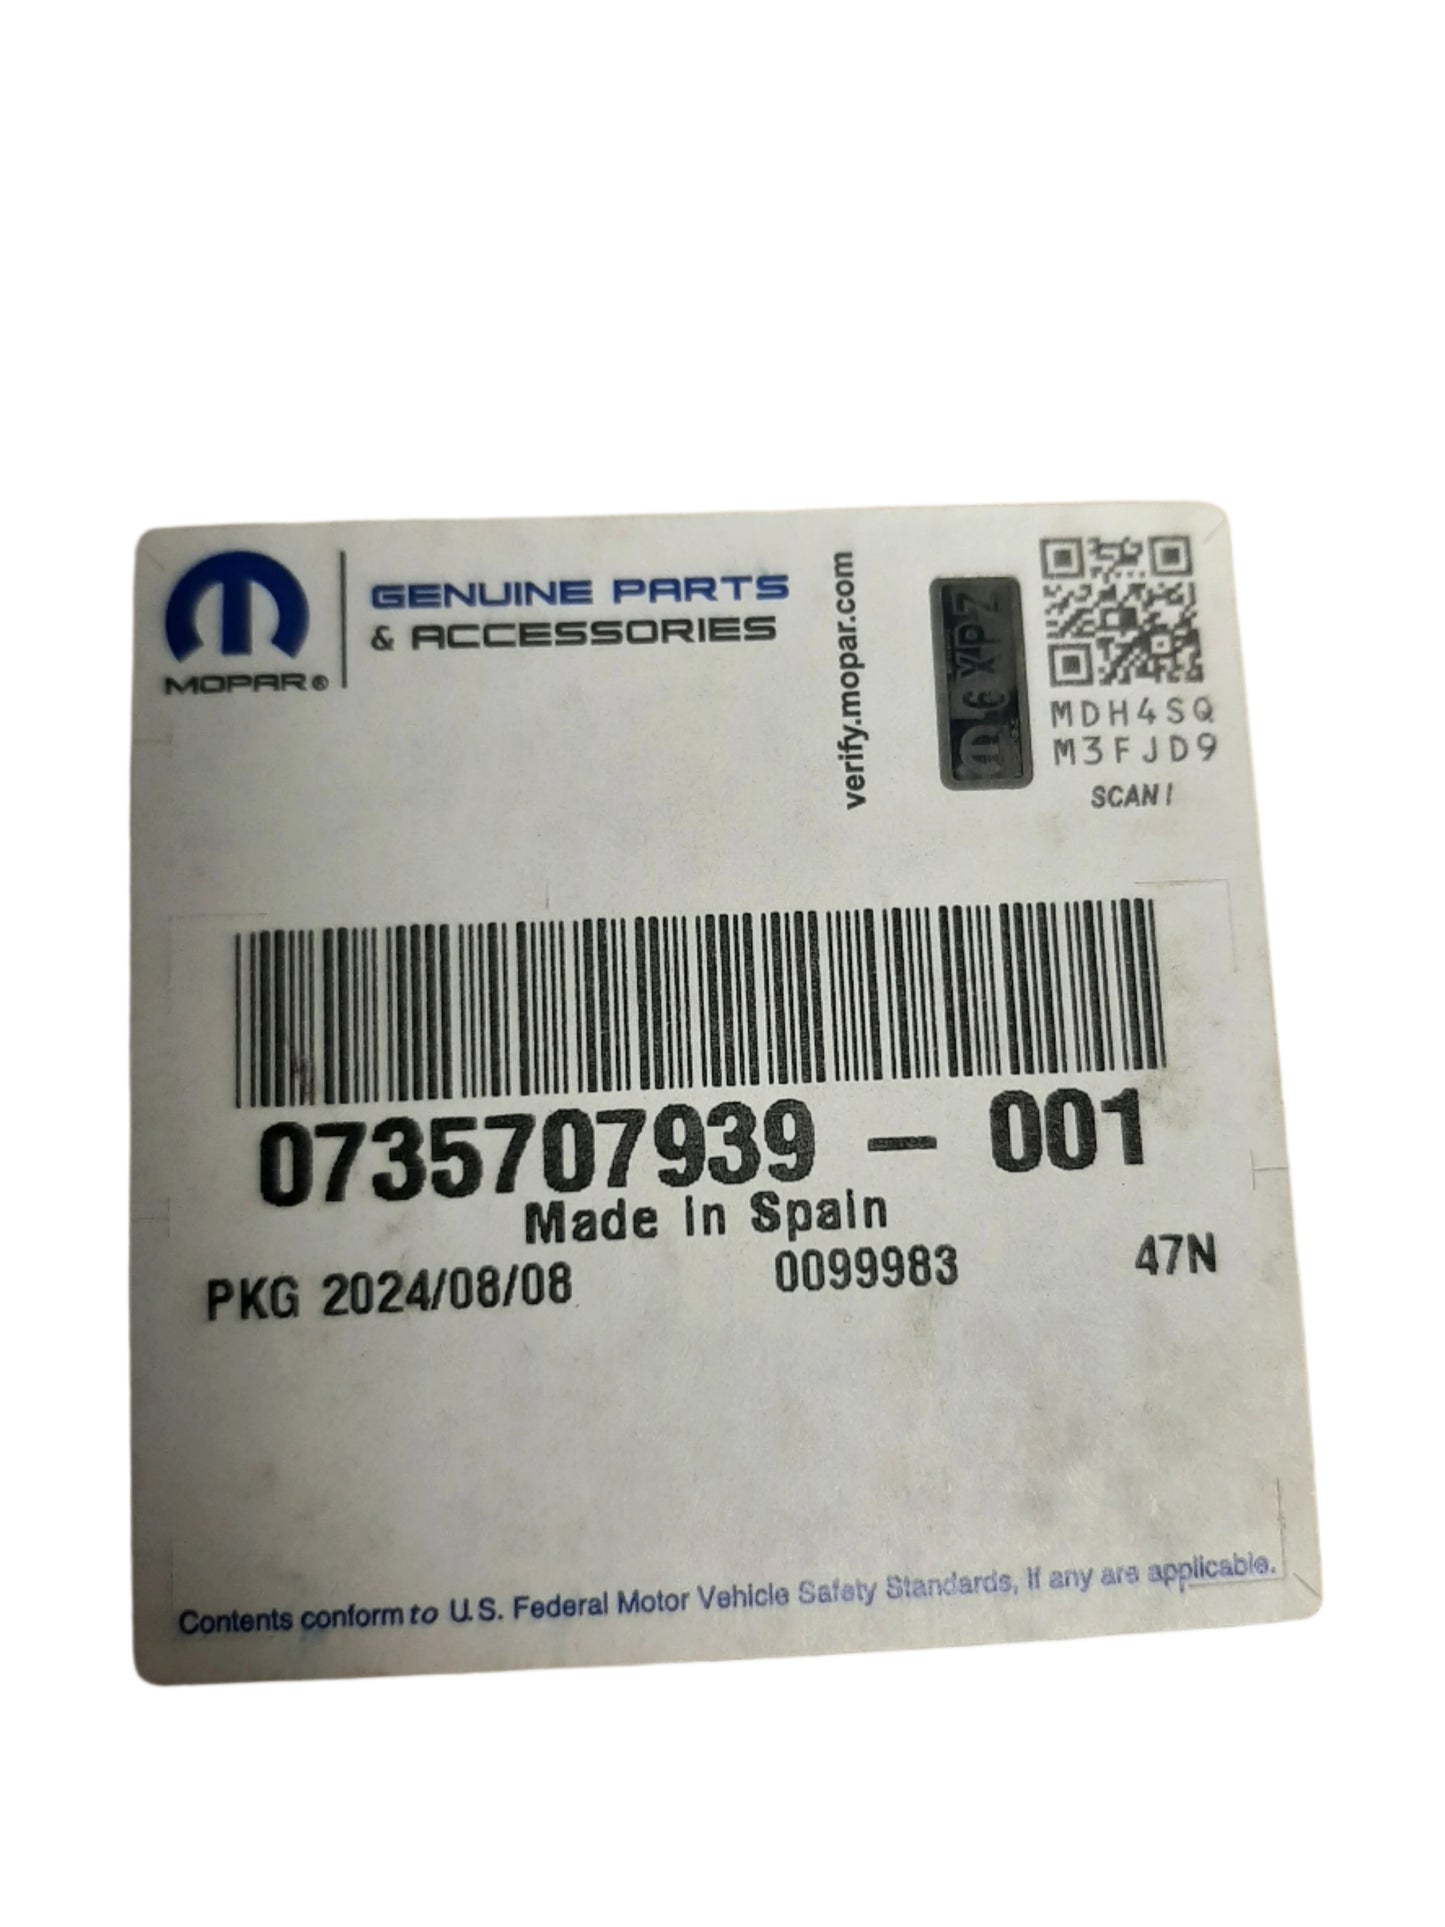 MOPAR®
GENUINE PARTS
& ACCESSORIES
verify.mopar.com
6XPZ
MDH4SQ
M3FJD9
SCAN!
0735707939 - 001
Made in Spain
PKG 2024/08/08 0099983 47N
Contents conform to U.S. Federal Motor Vehicle Safety Standards, if any are applicable.